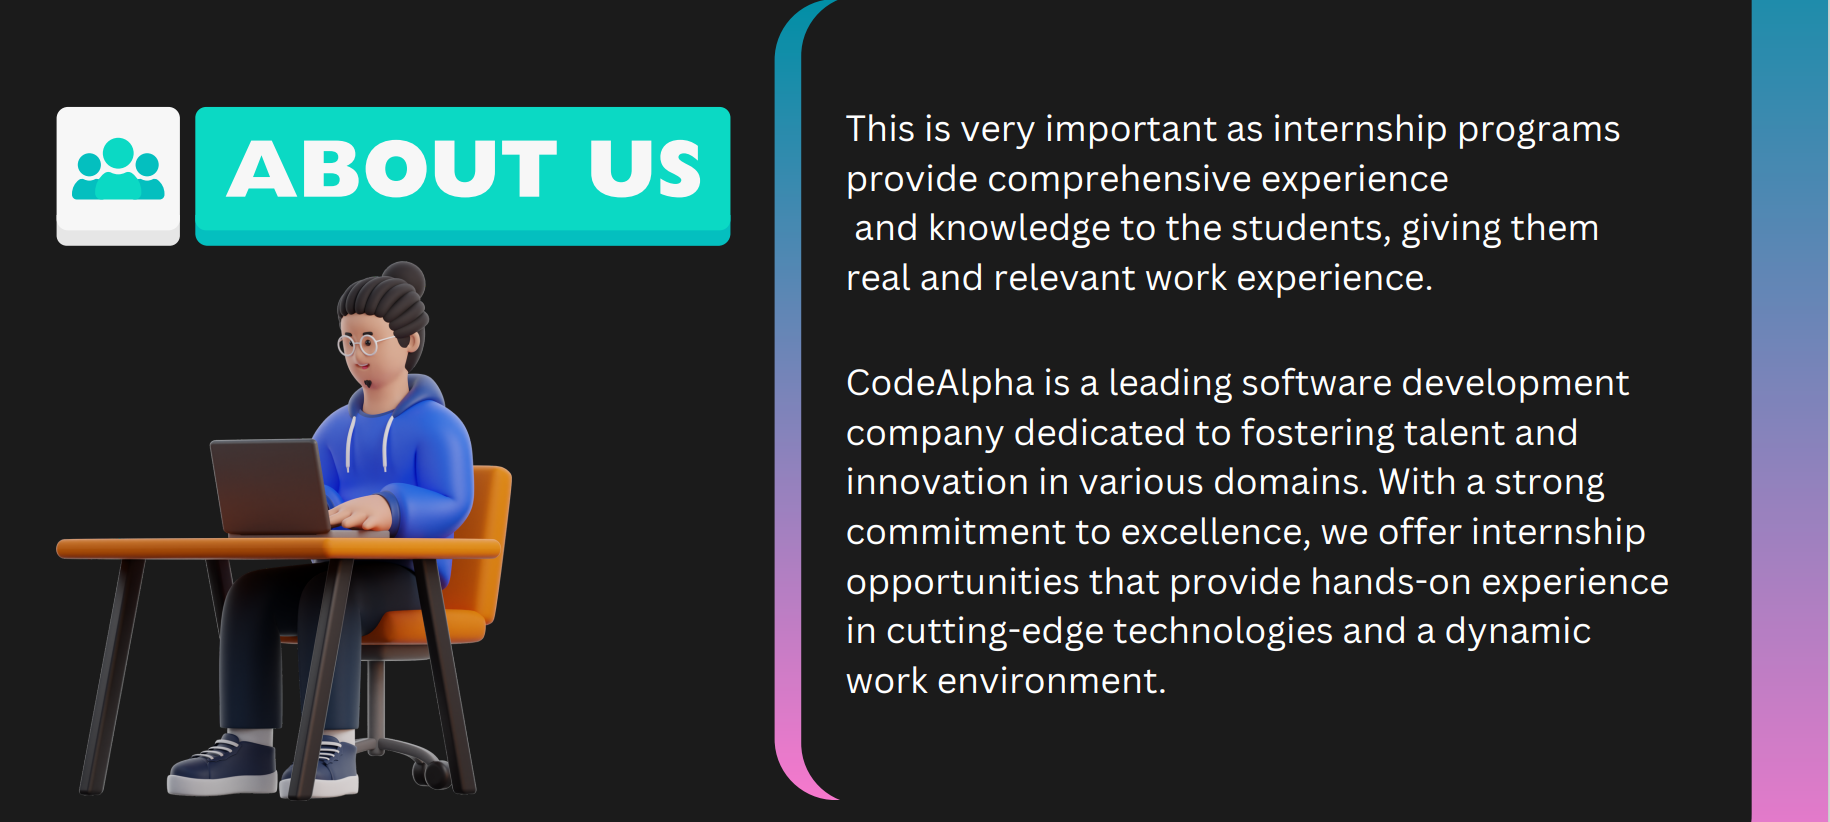 ABOUT US
This is very important as internship programs
provide comprehensive experience
and knowledge to the students, giving them
real and relevant work experience.
CodeAlpha is a leading software development
company dedicated to fostering talent and
innovation in various domains. With a strong
commitment to excellence, we offer internship
opportunities that provide hands-on experience
in cutting-edge technologies and a dynamic
work environment.